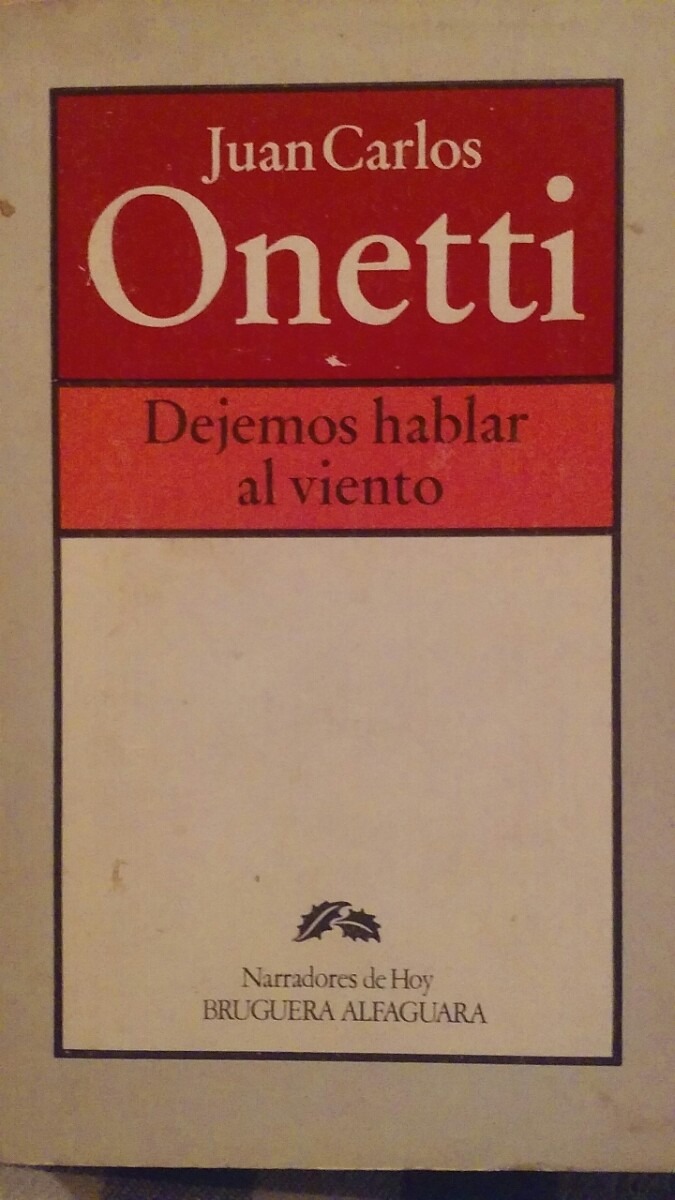 Juan Carlos
Onetti
Dejemos hablar
al viento
Narradores de Hoy
BRUGUERA ALFAGUARA